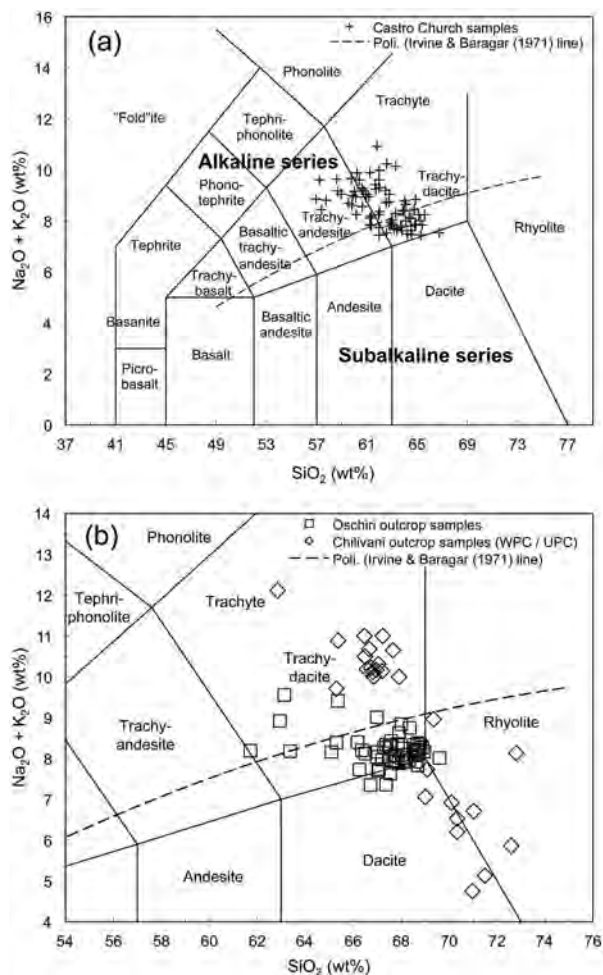 (a)
Castro Church samples
Poli. (Irvine & Baragar (1971) line)
Na₂O + K₂O (wt%)
16
14
12
10
8
6
4
2
0
Phonolite
Trachyte
"Fold"ife
Tephri-
phonolite
Alkaline series
Phono-
tephrite
Trachy-
dacite
Trachy-
andesite
Basaltic
trachy-
andesite
Rhyolite
Tephrite
Trachy-
basalt
Basanite
Basaltic
andesite
Andesite
Dacite
Basalt
Subalkaline series
Picro-
basalt
37 41 45 49 53 57 61 65 69 73 77
SiO₂ (wt%)
(b)
Oschiri outcrop samples
Chilivani outcrop samples (WPC / UPC)
Poli. (Irvine & Baragar (1971) line)
Na₂O + K₂O (wt%)
14
13
12
11
10
9
8
7
6
5
4
Phonolite
Tephri-
phonolite
Trachyte
Trachy-
dacite
Trachy-
andesite
Rhyolite
Andesite
Dacite
54 56 58 60 62 64 66 68 70 72 74 76
SiO₂ (wt%)